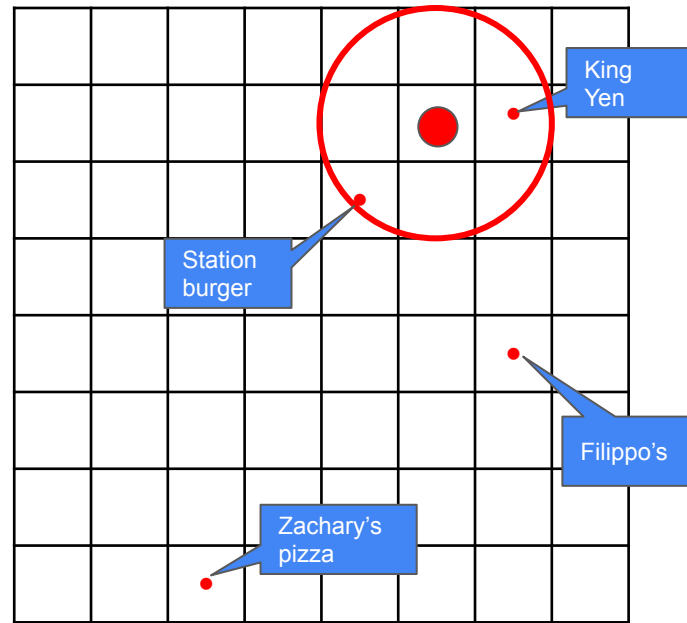 King
Yen
Station
burger
Filippo’s
Zachary’s
pizza